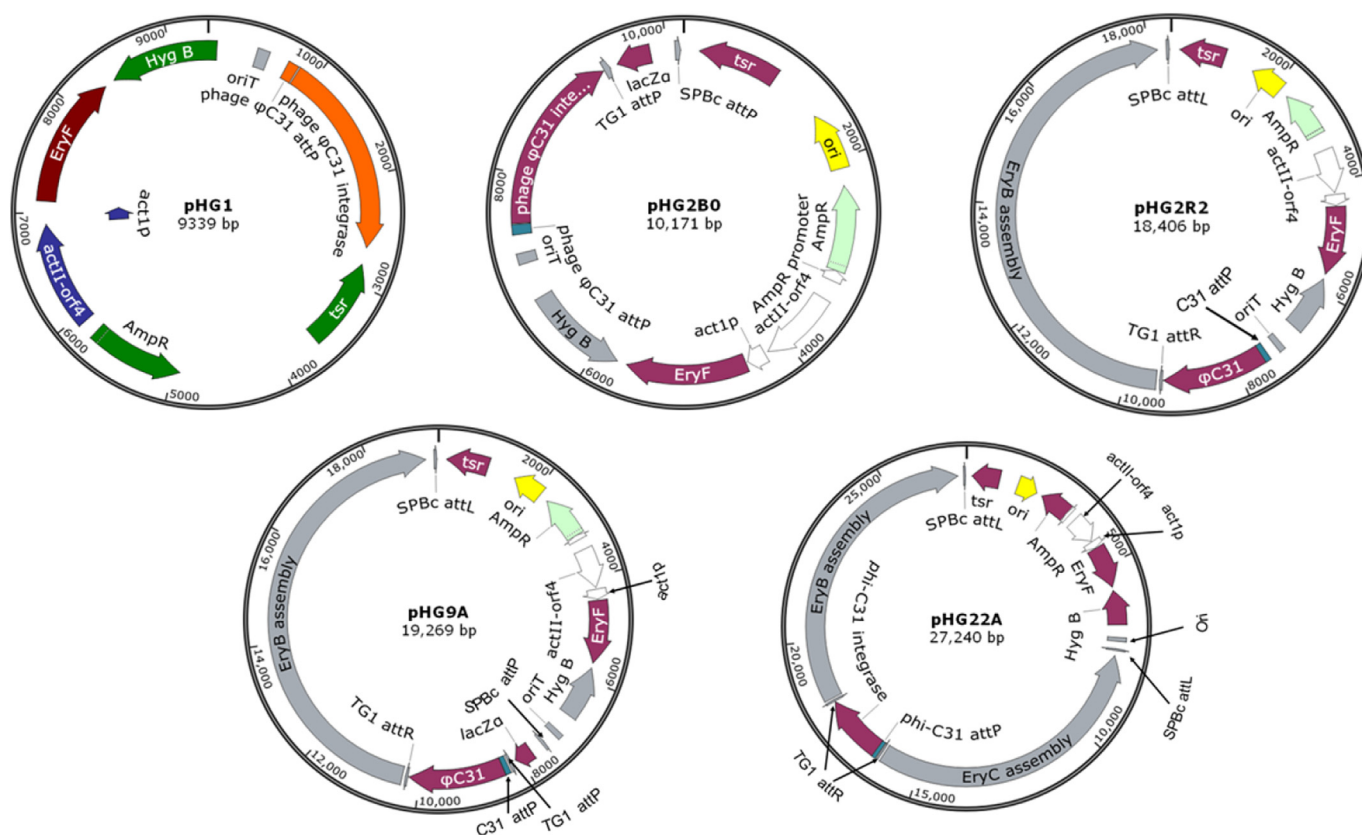 pHG1
9339 bp
1000
2000
3000
4000
5000
6000
7000
8000
9000
oriT
phage φC31 attP
phage φC31 integrase
tsr
AmpR
actII-orf4
act1p
EryF
Hyg B
pHG2B0
10,171 bp
2000
4000
6000
8000
10,000
SPBc attP
tsr
ori
AmpR
AmpR promoter
actII-orf4
act1p
EryF
Hyg B
oriT
phage φC31 attP
phage φC31 inte...
TG1 attP
lacZα
pHG2R2
18,406 bp
2000
4000
6000
8000
10,000
12,000
14,000
16,000
18,000
SPBc attL
tsr
ori
AmpR
actII-orf4
EryF
Hyg B
oriT
C31 attP
φC31
TG1 attR
EryB assembly
pHG9A
19,269 bp
2000
4000
6000
8000
10,000
12,000
14,000
16,000
18,000
SPBc attL
tsr
ori
AmpR
actII-orf4
act1p
EryF
Hyg B
oriT
SPBc attP
lacZα
TG1 attP
C31 attP
φC31
TG1 attR
EryB assembly
pHG22A
27,240 bp
5000
10,000
15,000
20,000
25,000
SPBc attL
tsr
ori
AmpR
actII-orf4
act1p
EryF
Hyg B
Ori
SPBc attL
EryC assembly
phi-C31 attP
phi-C31 integrase
TG1 attR
EryB assembly